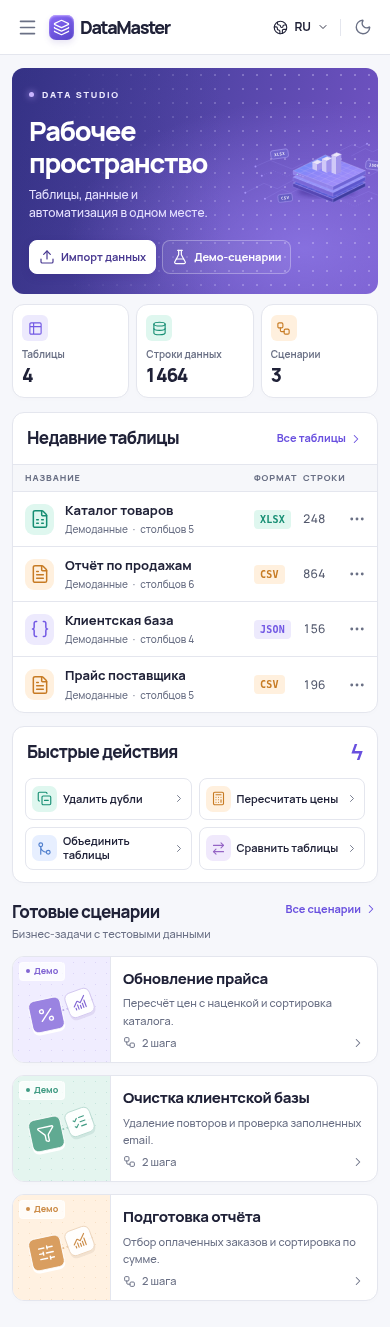 DataMaster
RU
DATA STUDIO
Рабочее
пространство
Таблицы, данные и
автоматизация в одном месте.
XLSX
CSV
Импорт данных
Демо-сценарии
Таблицы
4
Строки данных
1 464
Сценарии
3
Недавние таблицы
Все таблицы
НАЗВАНИЕ ФОРМАТ СТРОКИ
Каталог товаров
Демоданные · столбцов 5
XLSX 248
Отчёт по продажам
Демоданные · столбцов 6
CSV 864
Клиентская база
Демоданные · столбцов 4
JSON 156
Прайс поставщика
Демоданные · столбцов 5
CSV 196
Быстрые действия
Удалить дубли
Пересчитать цены
Объединить
таблицы
Сравнить таблицы
Готовые сценарии
Все сценарии
Бизнес-задачи с тестовыми данными
Демо
Обновление прайса
Пересчёт цен с наценкой и сортировка
каталога.
2 шага
Демо
Очистка клиентской базы
Удаление повторов и проверка заполненных
email.
2 шага
Демо
Подготовка отчёта
Отбор оплаченных заказов и сортировка по
сумме.
2 шага